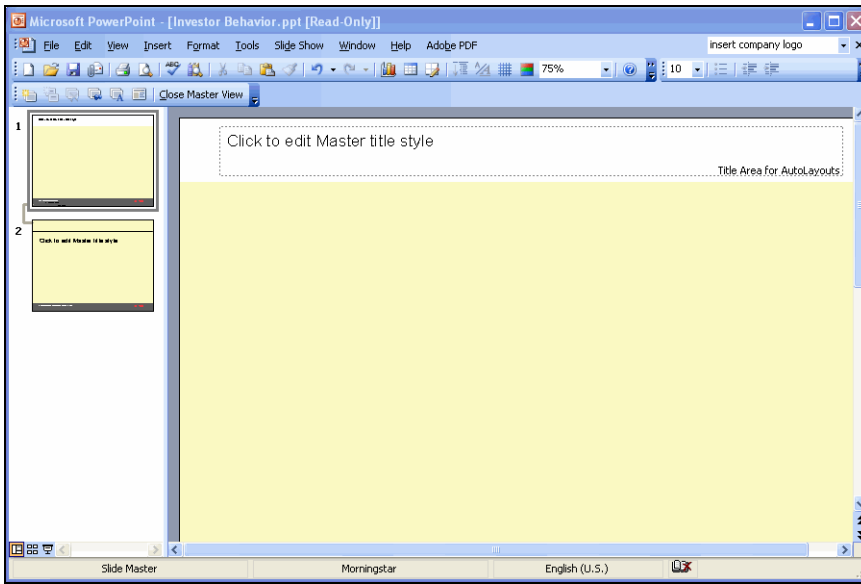 Microsoft PowerPoint - [Investor Behavior.ppt [Read-Only]]
File Edit View Insert Format Tools Slide Show Window Help Adobe PDF insert company logo
75% 10
Close Master View
1
Click to edit Master title style
Title Area for AutoLayouts
2
Click to edit Master title style
Slide Master Morningstar English (U.S.)